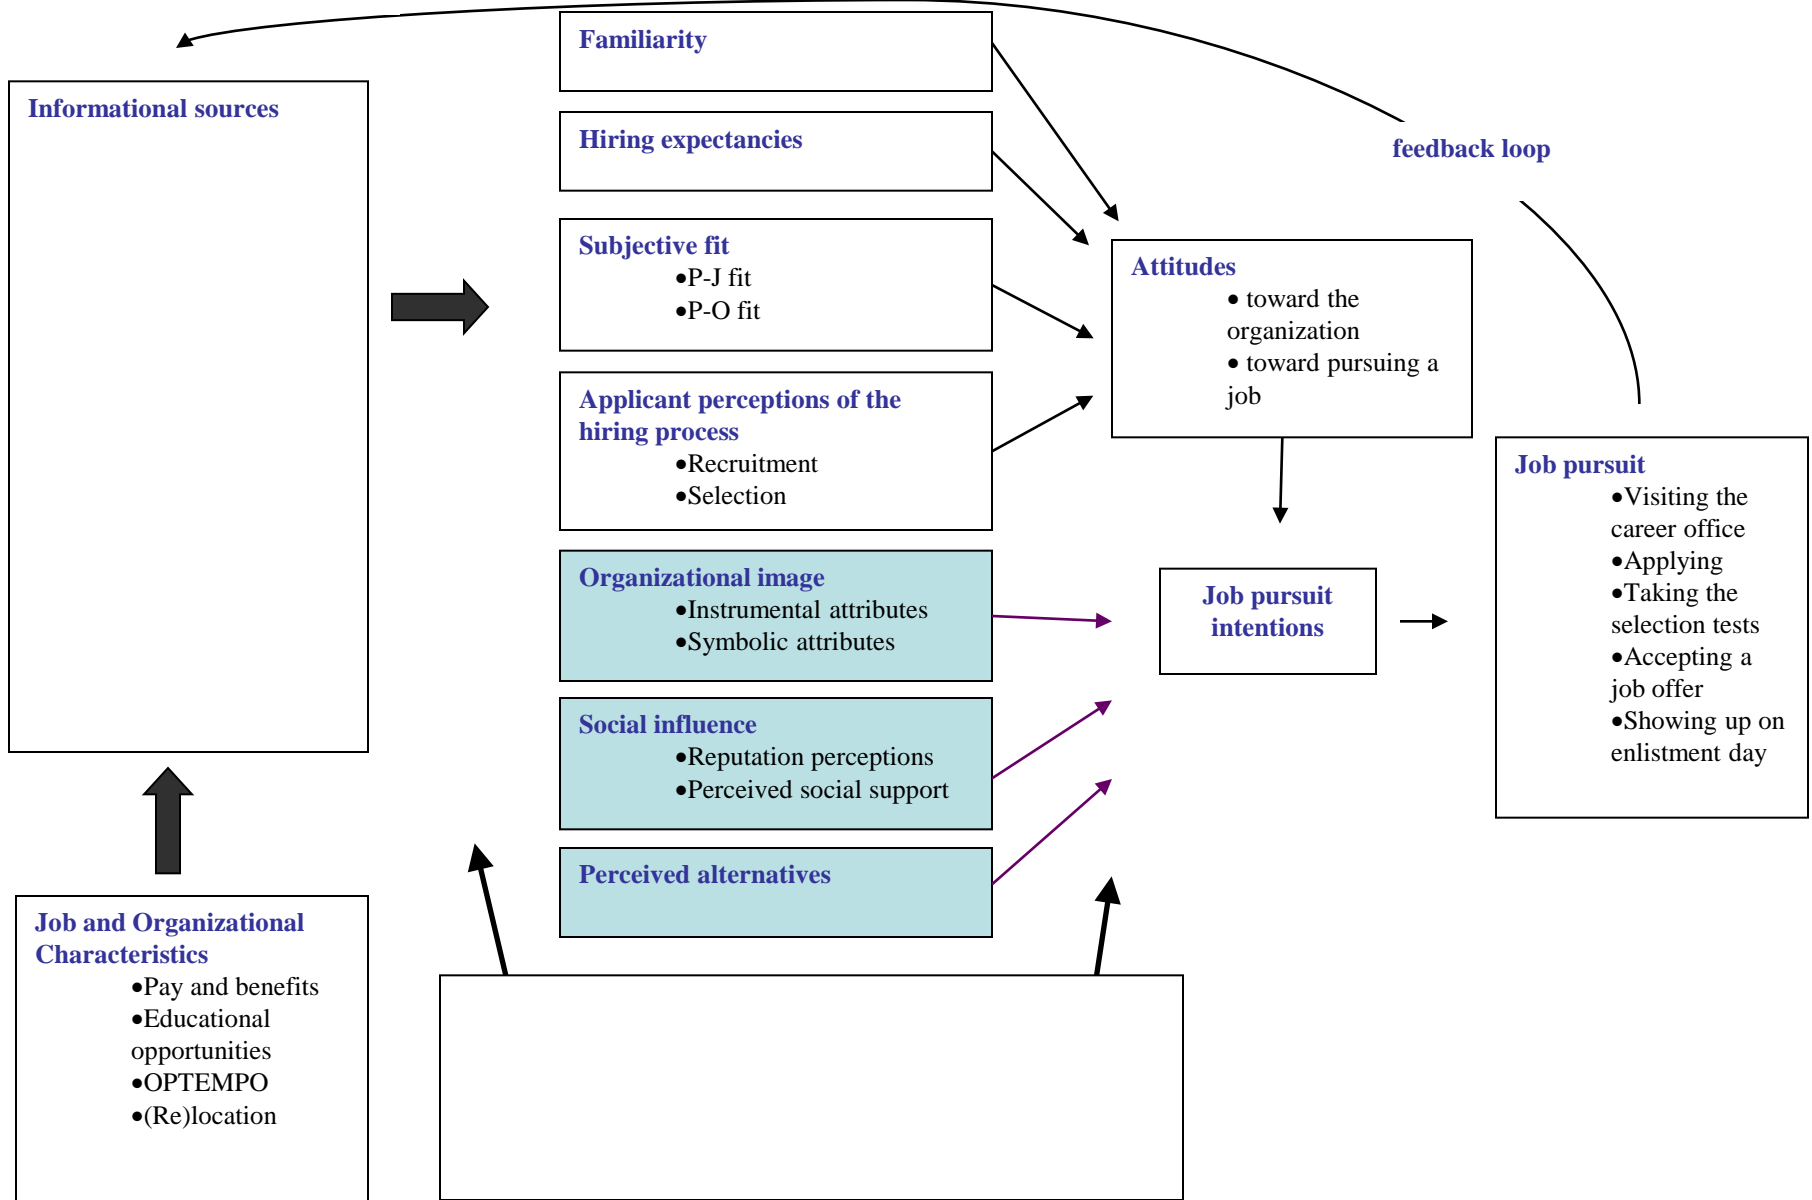 Familiarity
Informational sources
Hiring expectancies
feedback loop
Subjective fit
•P-J fit
•P-O fit
Attitudes
• toward the
organization
• toward pursuing a
job
Applicant perceptions of the
hiring process
•Recruitment
•Selection
Job pursuit
•Visiting the
career office
•Applying
•Taking the
selection tests
•Accepting a
job offer
•Showing up on
enlistment day
Organizational image
•Instrumental attributes
•Symbolic attributes
Job pursuit
intentions
Social influence
•Reputation perceptions
•Perceived social support
Perceived alternatives
Job and Organizational
Characteristics
•Pay and benefits
•Educational
opportunities
•OPTEMPO
•(Re)location